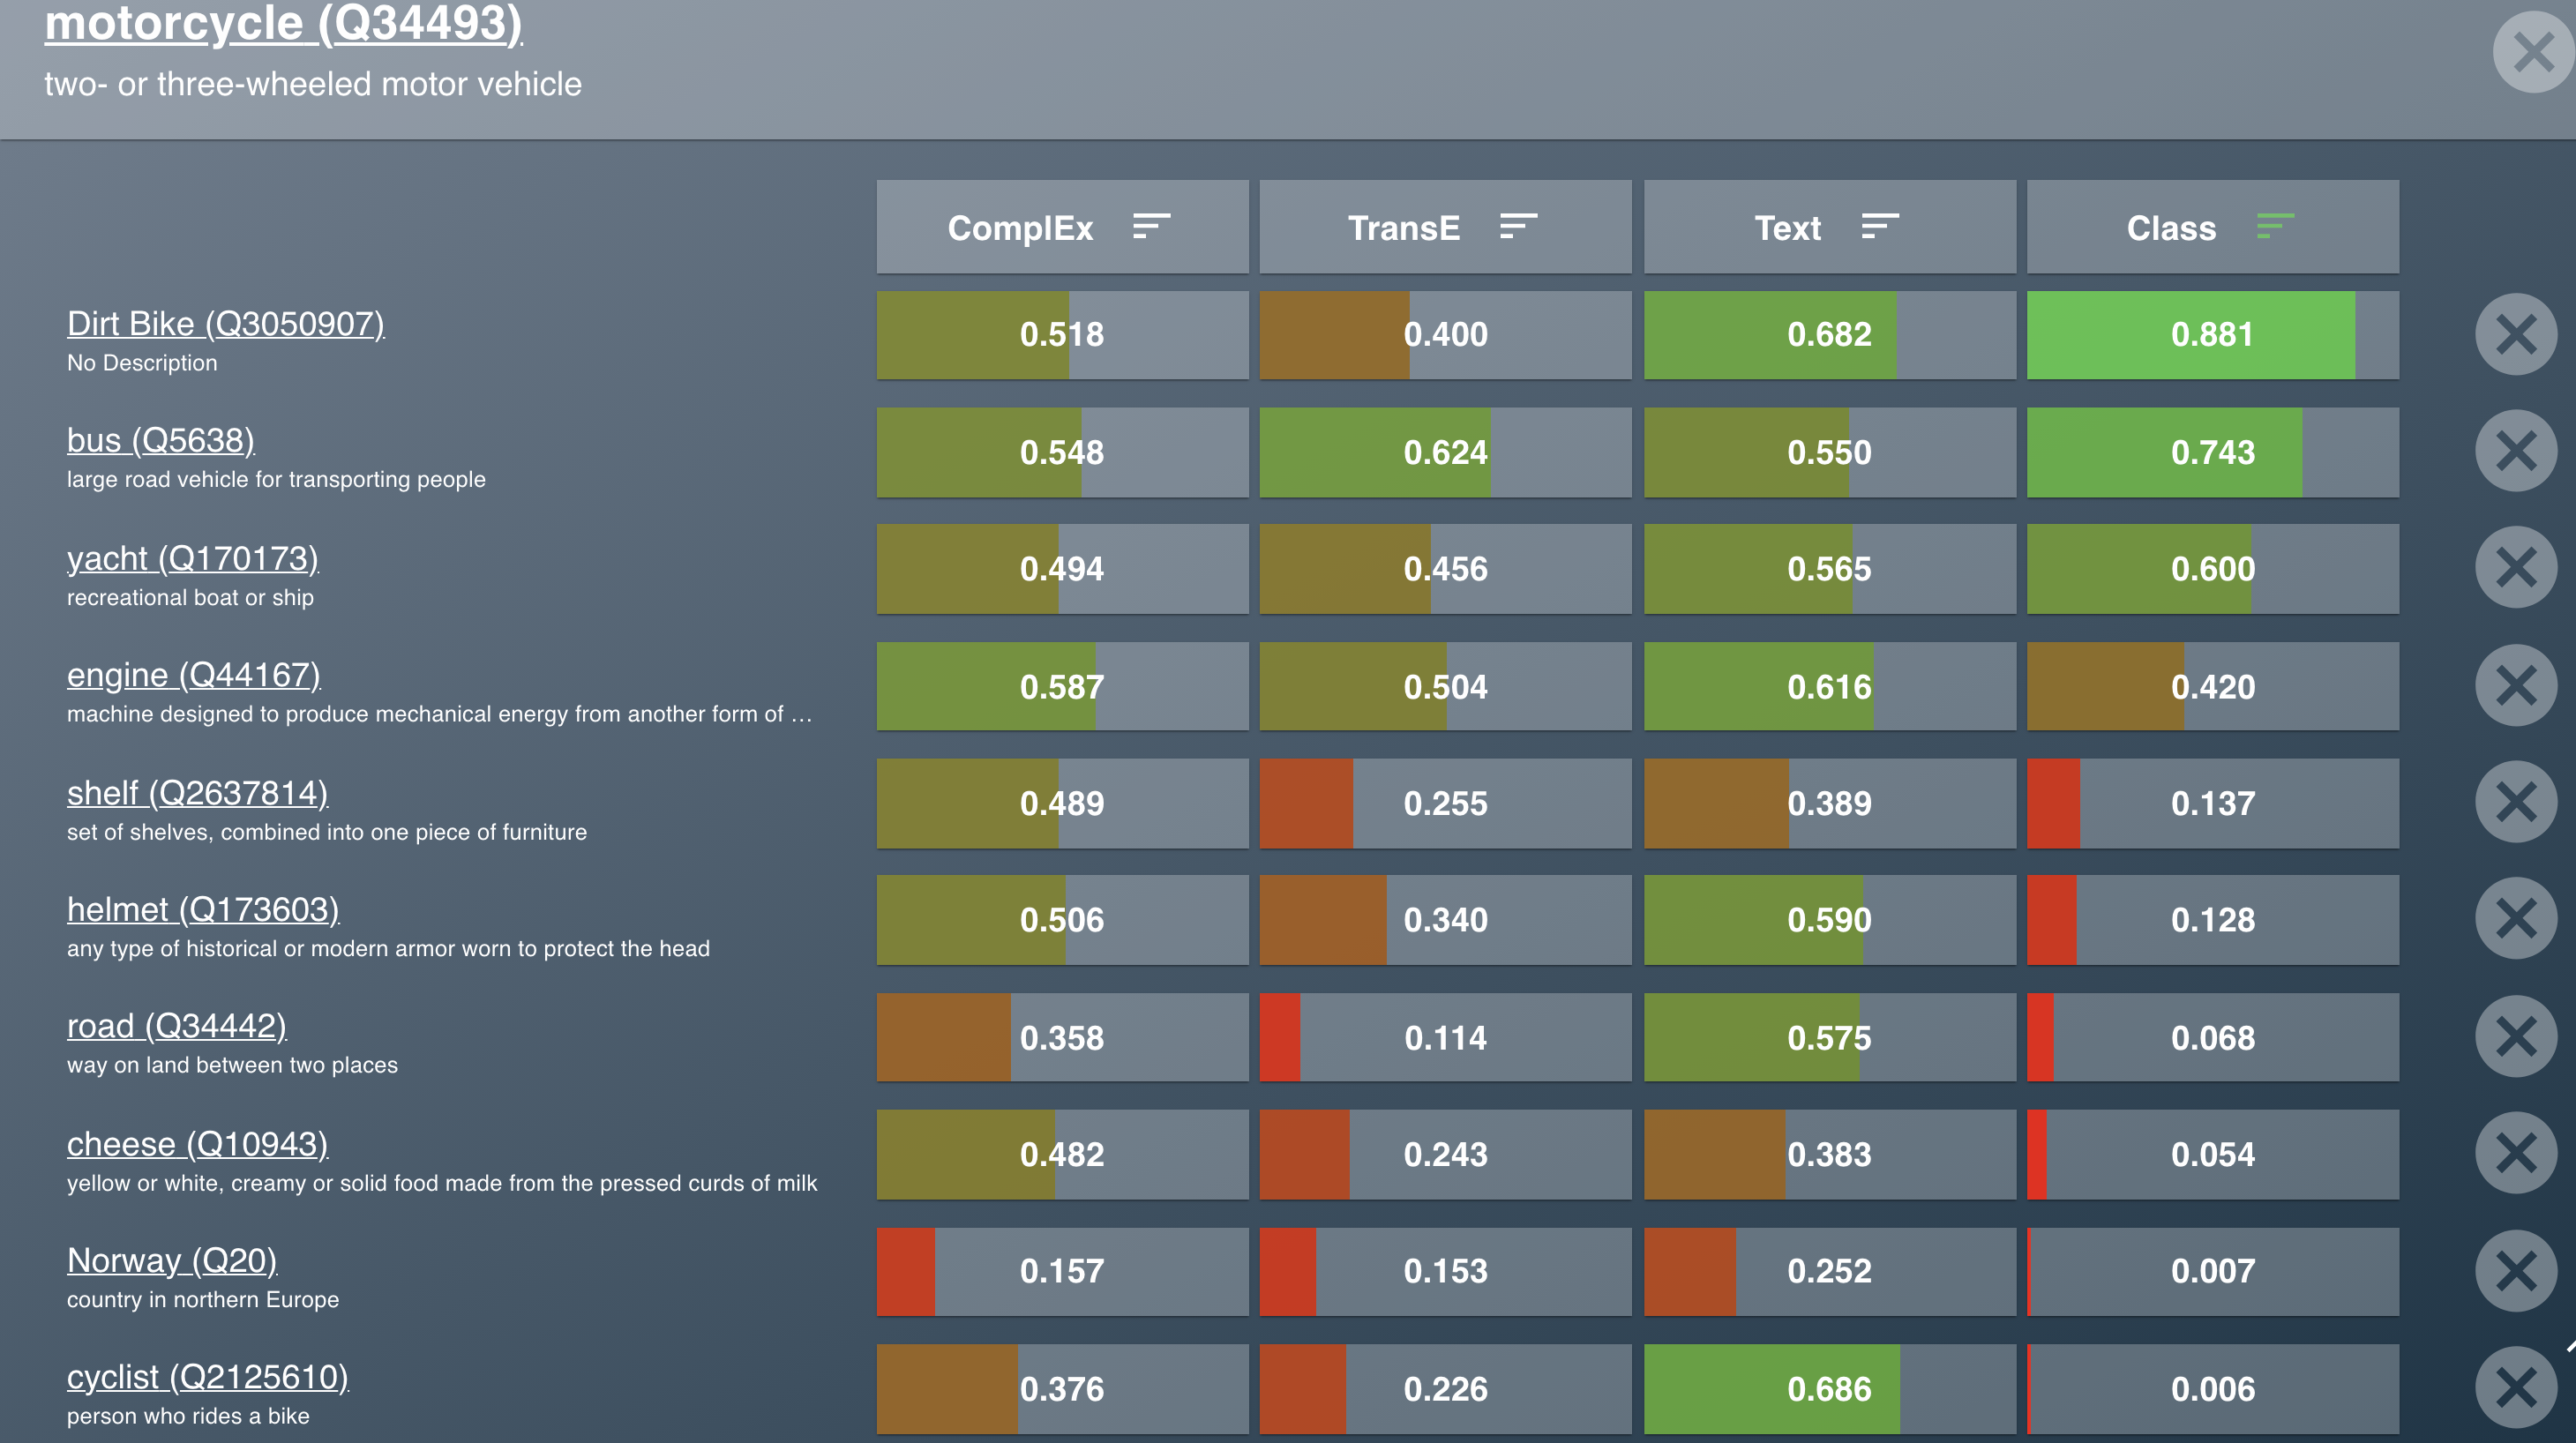 motorcycle (Q34493)
two- or three-wheeled motor vehicle
ComplEx TransE Text Class
Dirt Bike (Q3050907)
No Description
0.518 0.400 0.682 0.881
bus (Q5638)
large road vehicle for transporting people
0.548 0.624 0.550 0.743
yacht (Q170173)
recreational boat or ship
0.494 0.456 0.565 0.600
engine (Q44167)
machine designed to produce mechanical energy from another form of …
0.587 0.504 0.616 0.420
shelf (Q2637814)
set of shelves, combined into one piece of furniture
0.489 0.255 0.389 0.137
helmet (Q173603)
any type of historical or modern armor worn to protect the head
0.506 0.340 0.590 0.128
road (Q34442)
way on land between two places
0.358 0.114 0.575 0.068
cheese (Q10943)
yellow or white, creamy or solid food made from the pressed curds of milk
0.482 0.243 0.383 0.054
Norway (Q20)
country in northern Europe
0.157 0.153 0.252 0.007
cyclist (Q2125610)
person who rides a bike
0.376 0.226 0.686 0.006